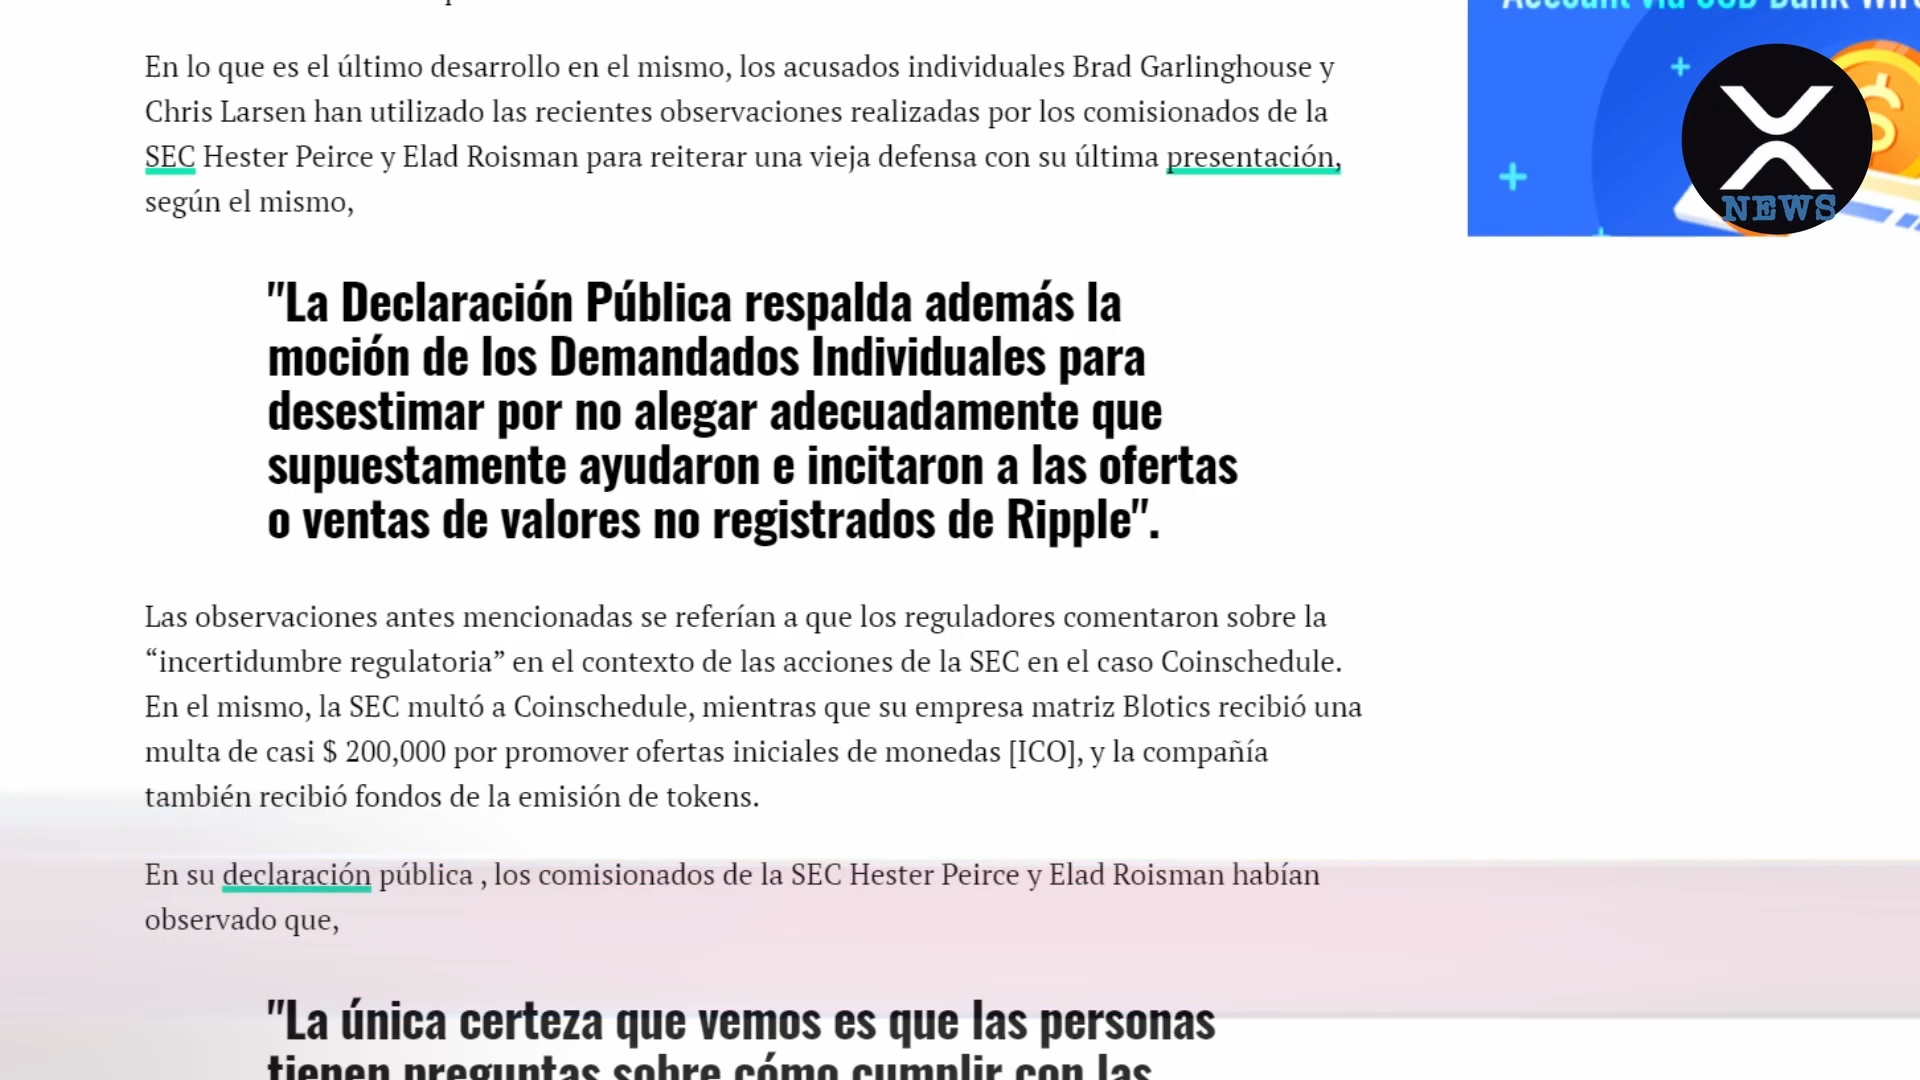 Account via USD Bank Wire
En lo que es el último desarrollo en el mismo, los acusados individuales Brad Garlinghouse y
Chris Larsen han utilizado las recientes observaciones realizadas por los comisionados de la
SEC Hester Peirce y Elad Roisman para reiterar una vieja defensa con su última presentación,
según el mismo,
NEWS
"La Declaración Pública respalda además la
moción de los Demandados Individuales para
desestimar por no alegar adecuadamente que
supuestamente ayudaron e incitaron a las ofertas
o ventas de valores no registrados de Ripple".
Las observaciones antes mencionadas se referían a que los reguladores comentaron sobre la
“incertidumbre regulatoria” en el contexto de las acciones de la SEC en el caso Coinschedule.
En el mismo, la SEC multó a Coinschedule, mientras que su empresa matriz Blotics recibió una
multa de casi $ 200,000 por promover ofertas iniciales de monedas [ICO], y la compañía
también recibió fondos de la emisión de tokens.
En su declaración pública , los comisionados de la SEC Hester Peirce y Elad Roisman habían
observado que,
"La única certeza que vemos es que las personas
tienen preguntas sobre cómo cumplir con las